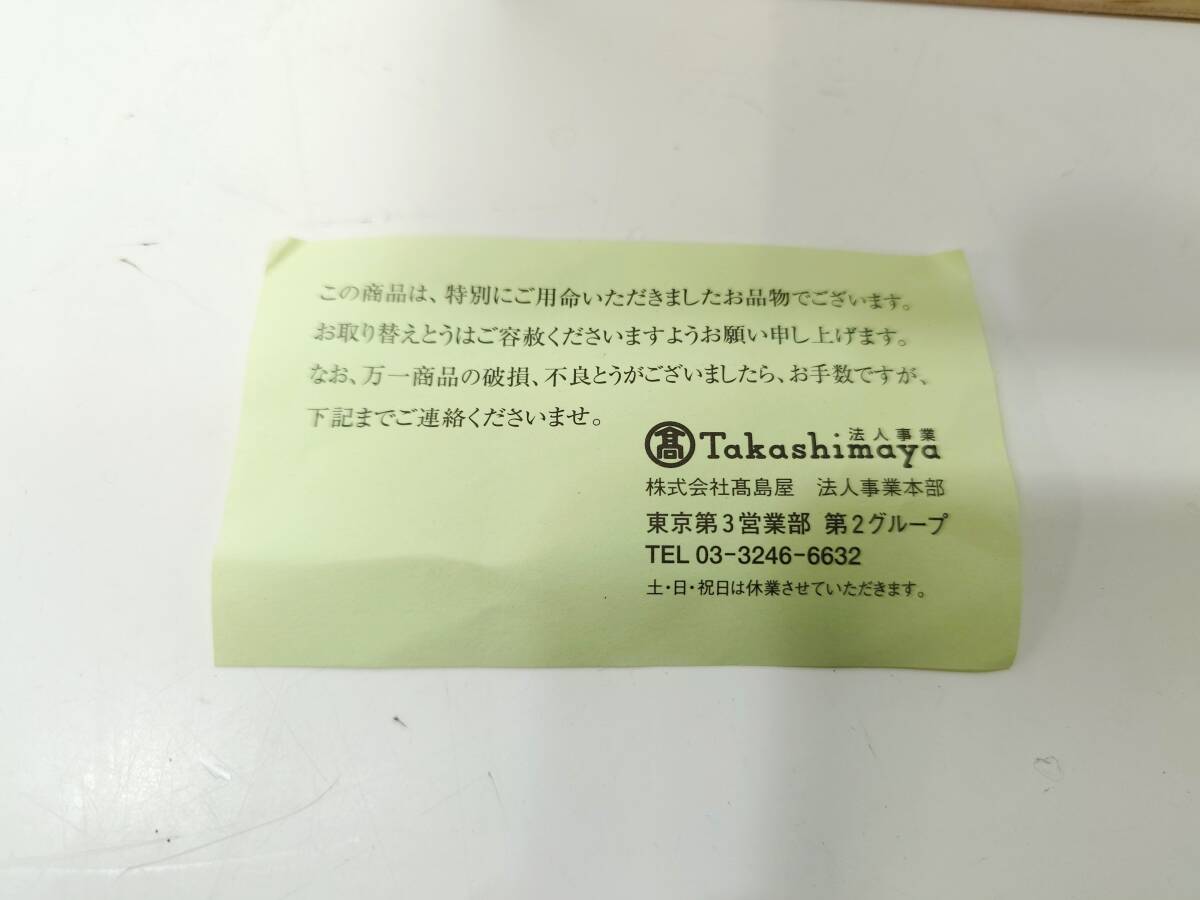 この商品は、特別にご用命いただきましたお品物でございます。
お取り替えとうはご容赦くださいますようお願い申し上げます。
なお、万一商品の破損、不良とうがございましたら、お手数ですが、
下記までご連絡くださいませ。
髙 Takashimaya 法人事業
株式会社髙島屋 法人事業本部
東京第3営業部 第2グループ
TEL 03-3246-6632
土・日・祝日は休業させていただきます。